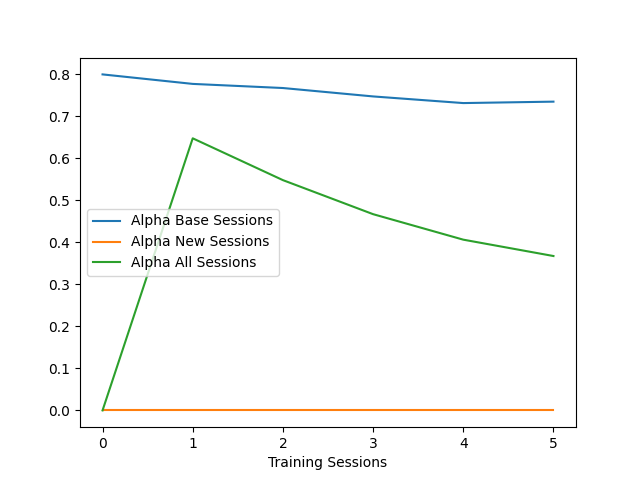 0.8
0.7
0.6
0.5
0.4
0.3
0.2
0.1
0.0
Alpha Base Sessions
Alpha New Sessions
Alpha All Sessions
0 1 2 3 4 5
Training Sessions